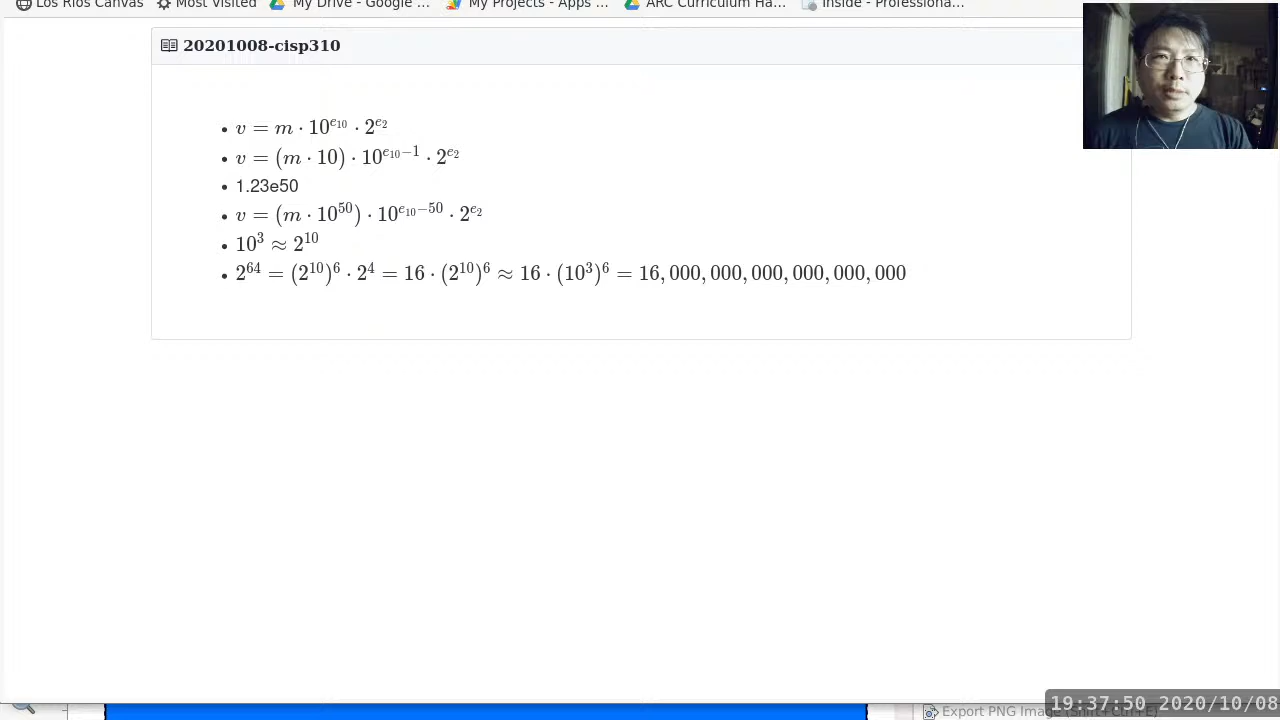 Los Rios Canvas Most Visited My Drive - Google ... My Projects - Apps ... ARC Curriculum Ha... Inside - Professiona...
20201008-cisp310
• v = m · 10^{e_{10}} · 2^{e_2}
• v = (m · 10) · 10^{e_{10}−1} · 2^{e_2}
• 1.23e50
• v = (m · 10^{50}) · 10^{e_{10}−50} · 2^{e_2}
• 10^3 ≈ 2^{10}
• 2^{64} = (2^{10})^6 · 2^4 = 16 · (2^{10})^6 ≈ 16 · (10^3)^6 = 16,000,000,000,000,000,000
19:37:50 2020/10/08
Export PNG Image (Shift+Ctrl+E)